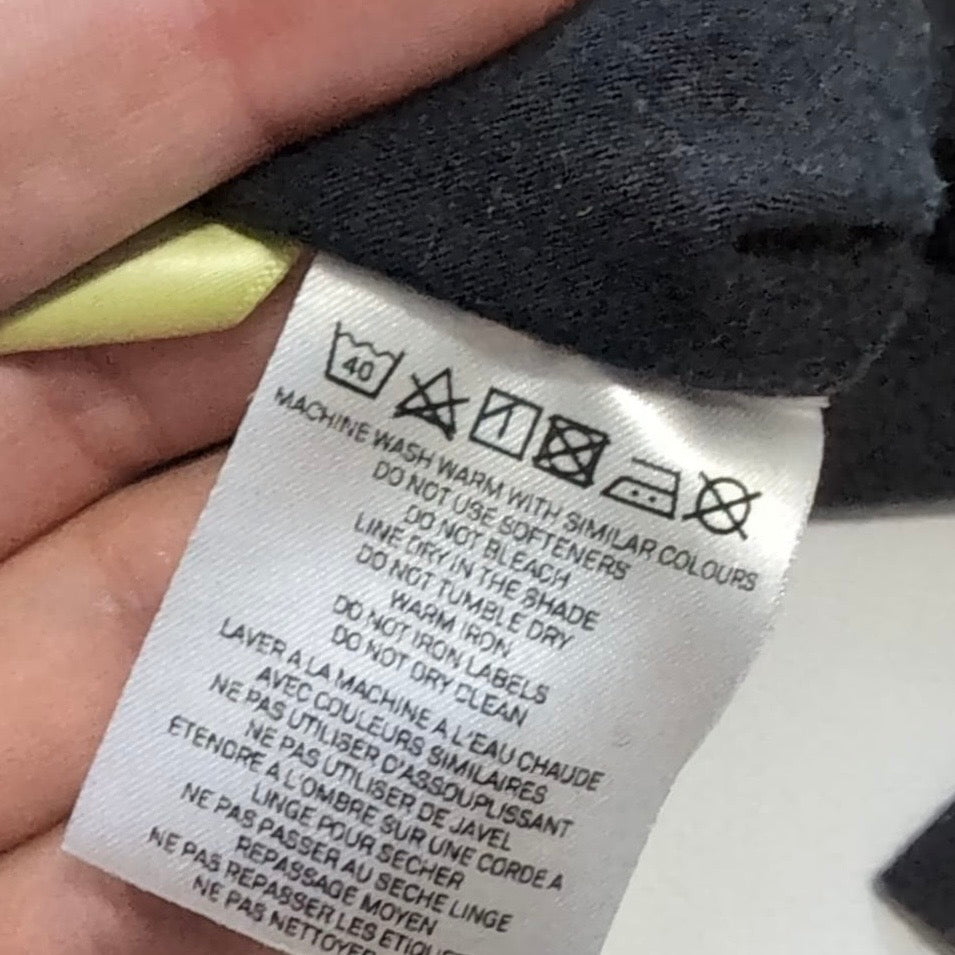 40
MACHINE WASH WARM WITH SIMILAR COLOURS
DO NOT USE SOFTENERS
DO NOT BLEACH
LINE DRY IN THE SHADE
DO NOT TUMBLE DRY
WARM IRON
DO NOT IRON LABELS
DO NOT DRY CLEAN
LAVER A LA MACHINE A L'EAU CHAUDE
AVEC COULEURS SIMILAIRES
NE PAS UTILISER D'ASSOUPLISSANT
NE PAS UTILISER DE JAVEL
ETENDRE A L'OMBRE SUR UNE CORDE A
LINGE POUR SECHER
NE PAS PASSER AU SECHE LINGE
REPASSAGE MOYEN
NE PAS REPASSER LES
NE PAS